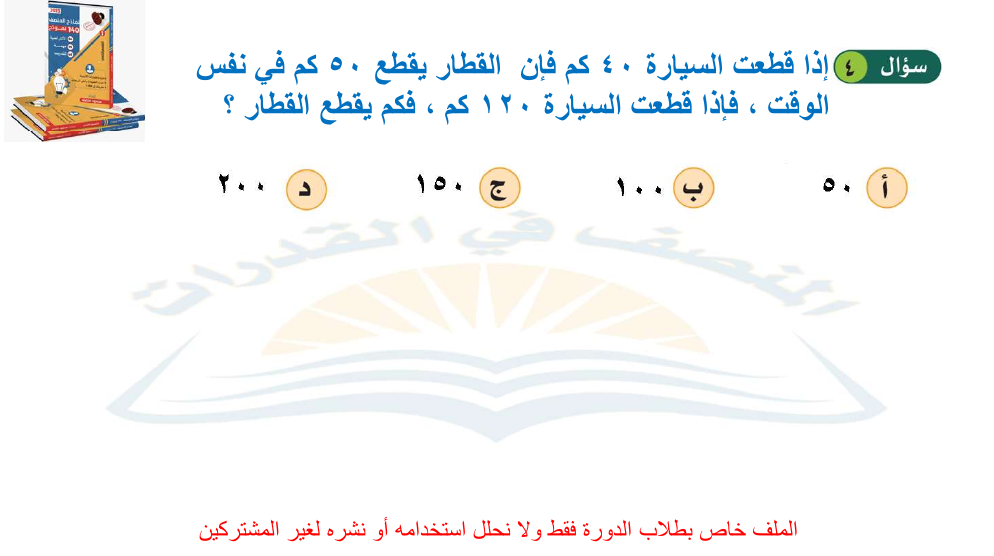 سؤال ٤ إذا قطعت السيارة ٤٠ كم فإن القطار يقطع ٥٠ كم في نفس
الوقت ، فإذا قطعت السيارة ١٢٠ كم ، فكم يقطع القطار ؟
أ ٥٠ ب ١٠٠ ج ١٥٠ د ٢٠٠
المنصف في القدرات
الملف خاص بطلاب الدورة فقط ولا نحلل استخدامه أو نشره لغير المشتركين